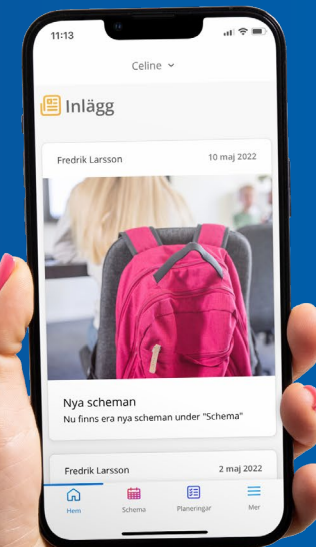 11:13
Celine
Inlägg
Fredrik Larsson 10 maj 2022
Nya scheman
Nu finns era nya scheman under "Schema"
Fredrik Larsson 2 maj 2022
Hem Schema Planeringar Mer